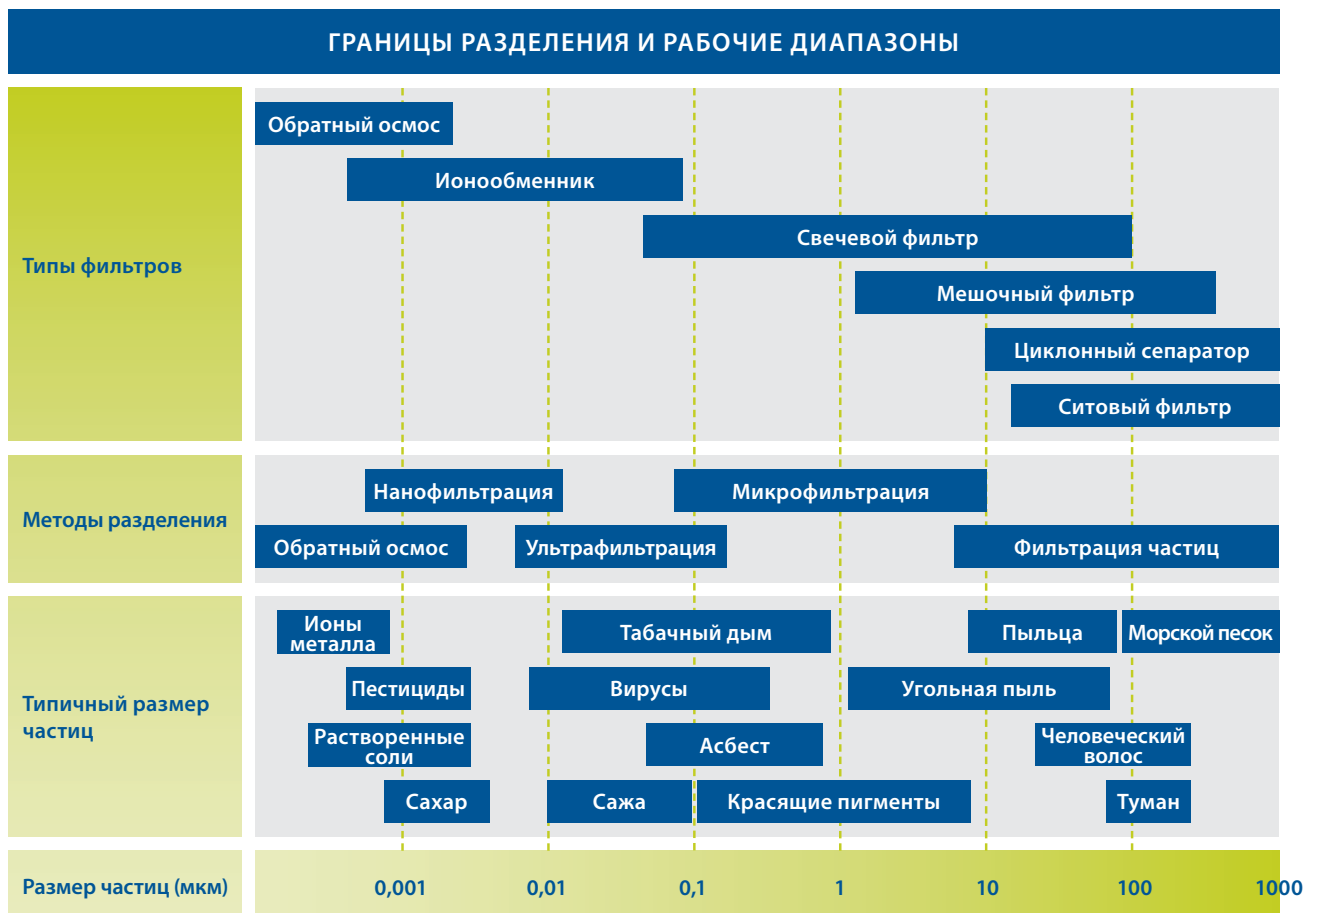 ГРАНИЦЫ РАЗДЕЛЕНИЯ И РАБОЧИЕ ДИАПАЗОНЫ
Типы фильтров
Обратный осмос
Ионообменник
Свечевой фильтр
Мешочный фильтр
Циклонный сепаратор
Ситовый фильтр
Методы разделения
Нанофильтрация
Микрофильтрация
Обратный осмос
Ультрафильтрация
Фильтрация частиц
Типичный размер
частиц
Ионы
металла
Табачный дым
Пыльца
Морской песок
Пестициды
Вирусы
Угольная пыль
Растворенные
соли
Асбест
Человеческий
волос
Сахар
Сажа
Красящие пигменты
Туман
Размер частиц (мкм)
0,001
0,01
0,1
1
10
100
1000